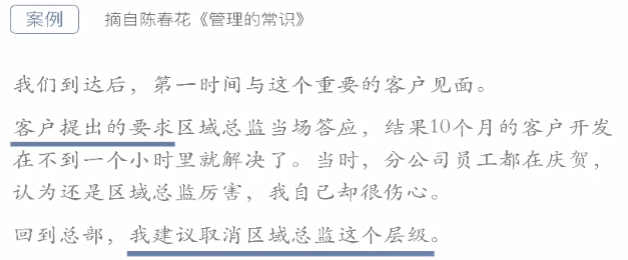 案例
摘自陈春花《管理的常识》
我们到达后，第一时间与这个重要的客户见面。
客户提出的要求区域总监当场答应，结果10个月的客户开发
在不到一个小时里就解决了。当时，分公司员工都在庆贺，
认为还是区域总监厉害，我自己却很伤心。
回到总部，我建议取消区域总监这个层级。